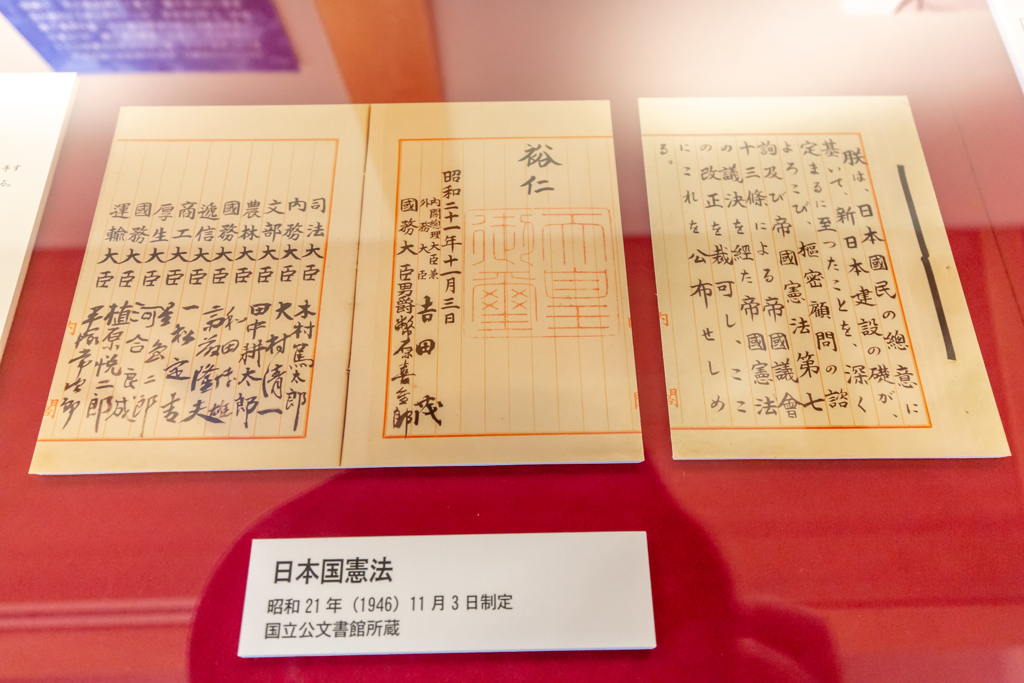 朕は、日本國民の總意に
基いて、新日本建設の礎が、
定まるに至つたことを、深く
よろこび、樞密顧問の諮
詢及び帝國憲法第七
十三條による帝國議會
の議決を經た帝國憲法
の改正を裁可し、ここ
にこれを公布せしめ
る。
裕仁
天皇御璽
昭和二十一年十一月三日
内閣總理大臣兼
外務大臣 吉田茂
國務大臣男爵幣原喜重郎
司法大臣 木村篤太郎
内務大臣 大村清一
文部大臣 田中耕太郎
農林大臣 和田博雄
國務大臣 斎藤隆夫
遞信大臣 一松定吉
商工大臣 星島二郎
厚生大臣 河合良成
國務大臣 植原悦二郎
運輸大臣 平塚常次郎
日本国憲法
昭和21年（1946）11月3日制定
国立公文書館所蔵